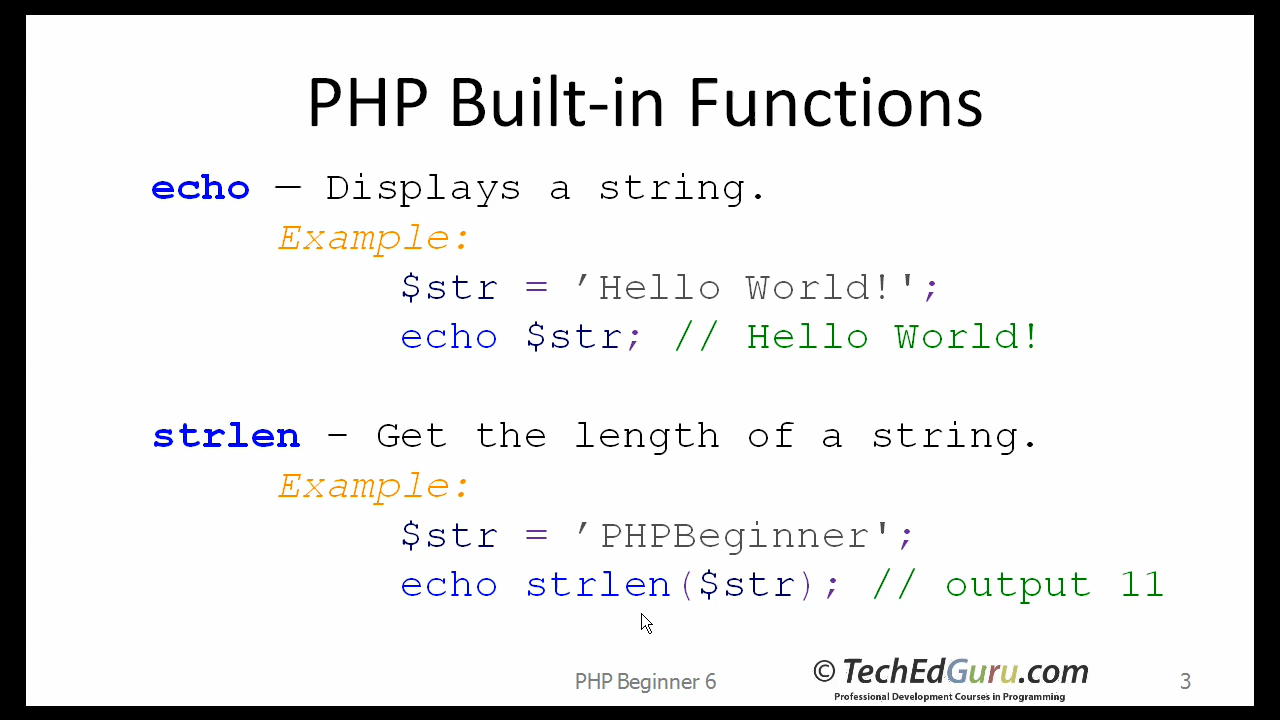 PHP Built-in Functions
echo — Displays a string.
Example:
$str = ’Hello World!';
echo $str; // Hello World!
strlen – Get the length of a string.
Example:
$str = ’PHPBeginner';
echo strlen($str); // output 11
PHP Beginner 6
© TechEdGuru.com
Professional Development Courses in Programming
3